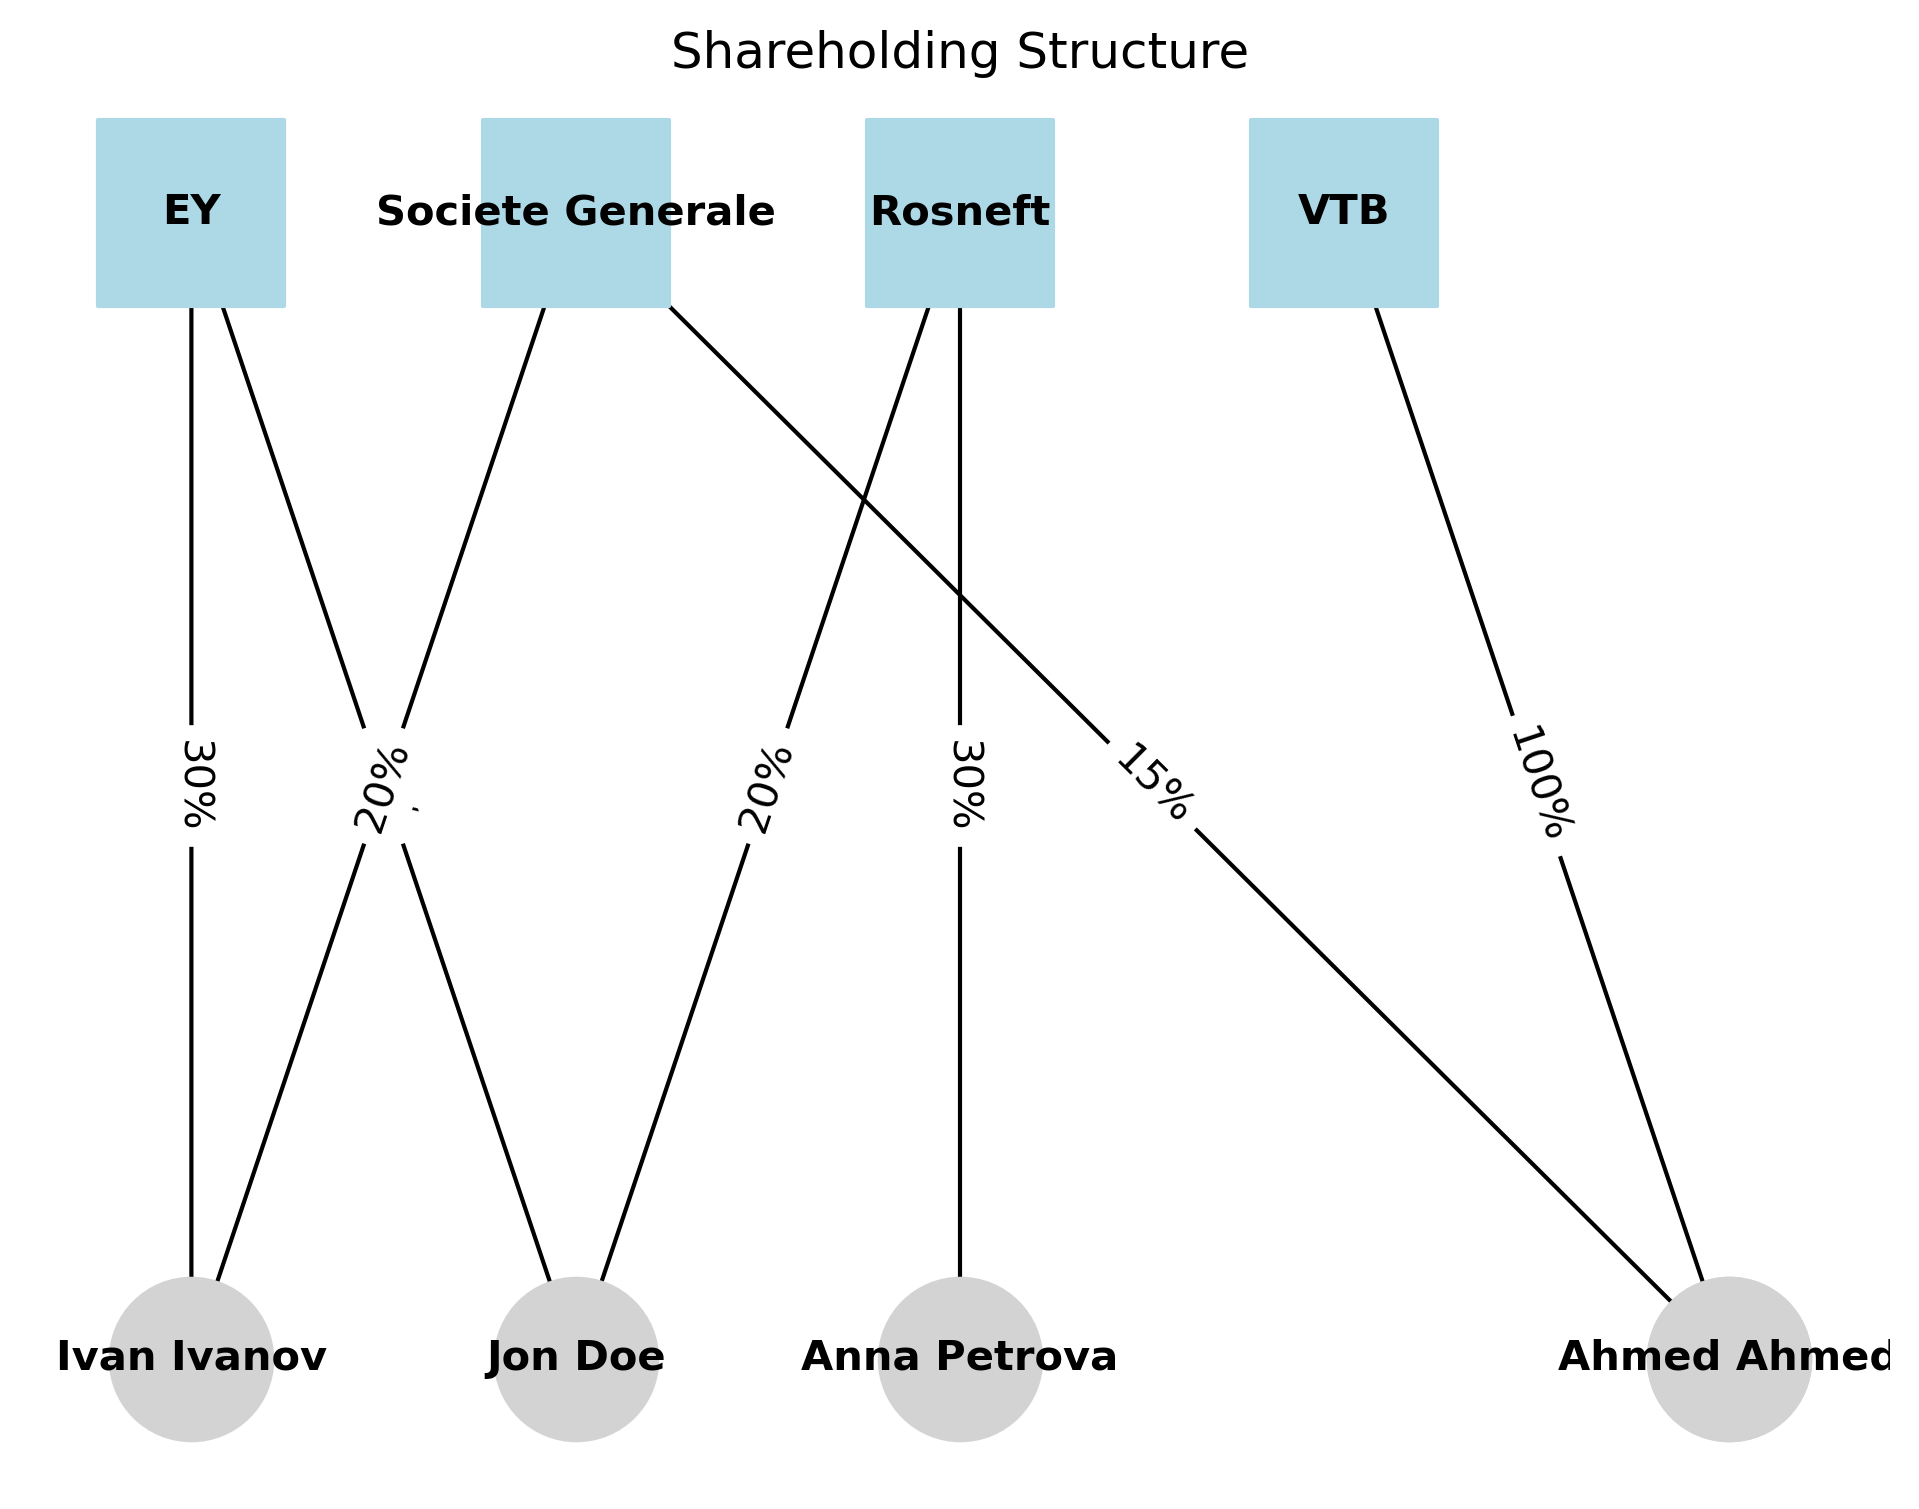 Shareholding Structure
EY
Societe Generale
Rosneft
VTB
30%
20%
20%
30%
15%
100%
Ivan Ivanov
Jon Doe
Anna Petrova
Ahmed Ahmed